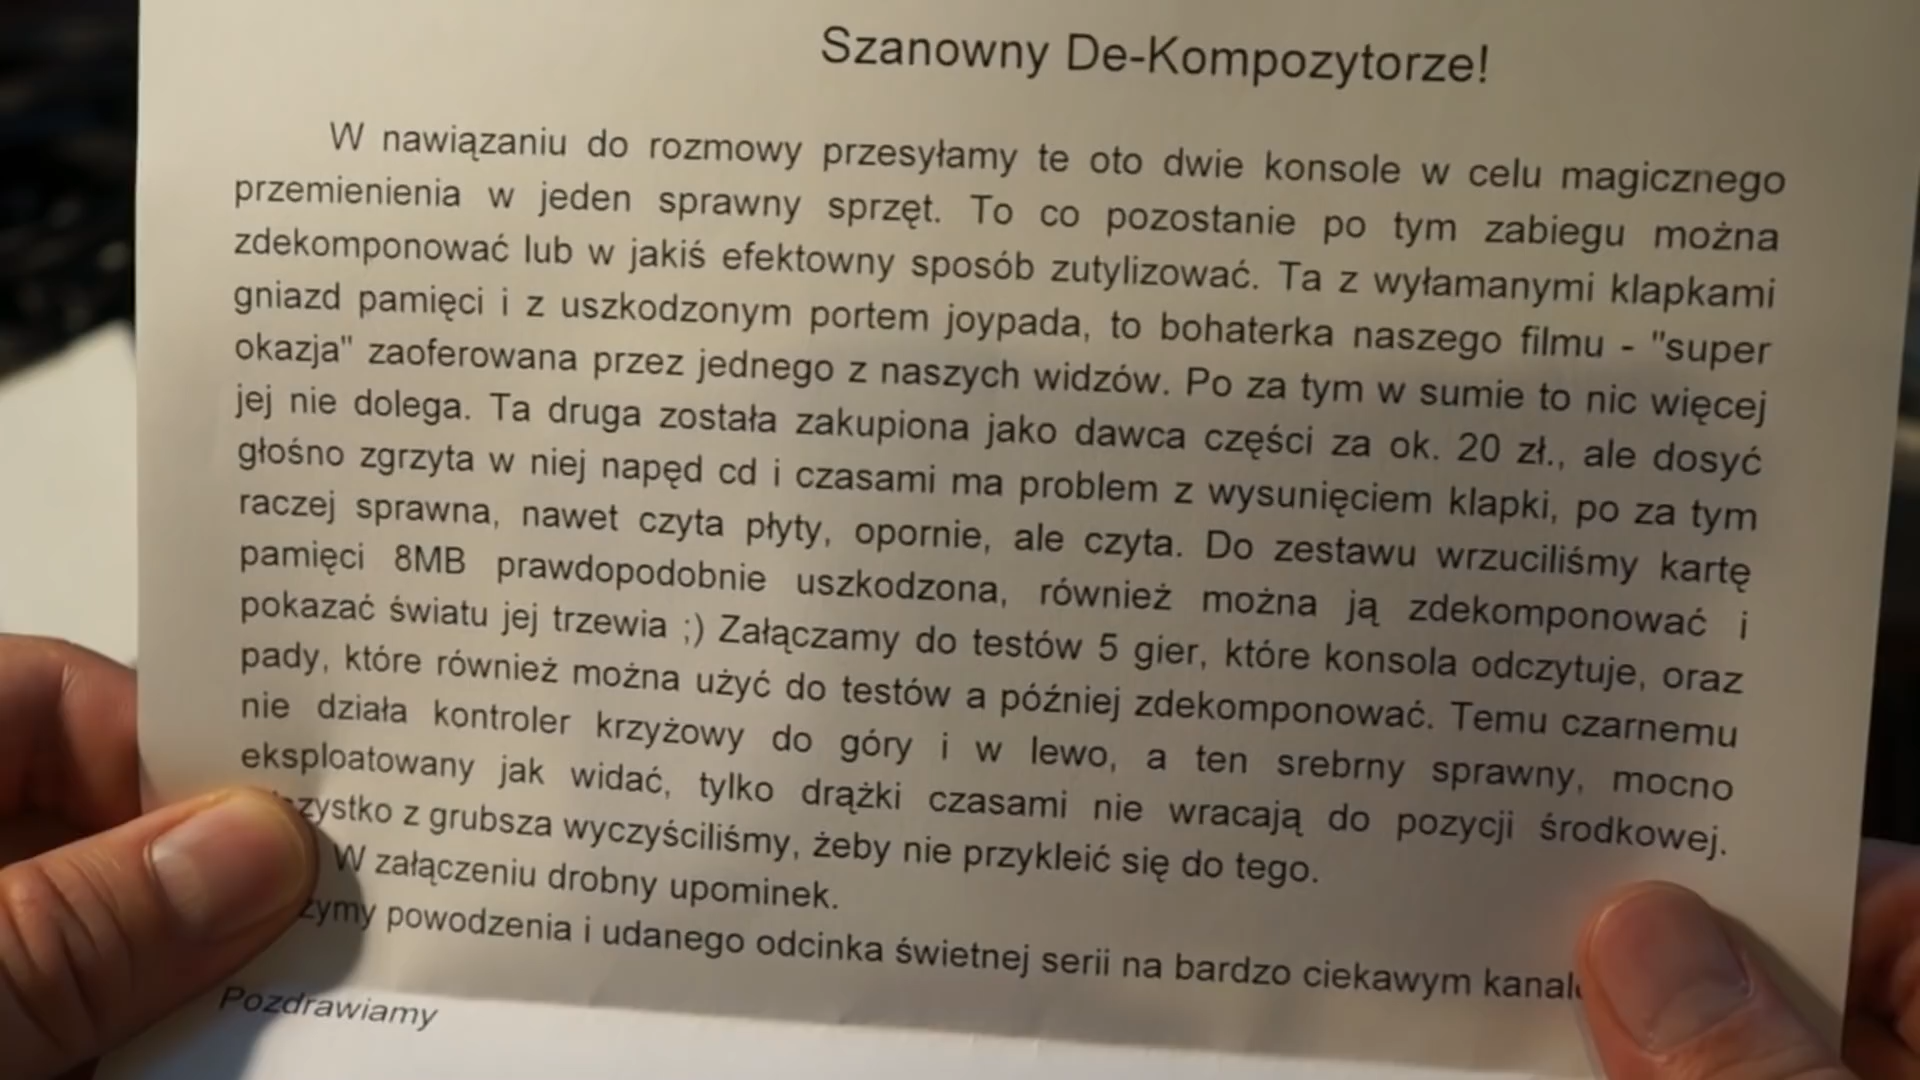 Szanowny De-Kompozytorze!
W nawiązaniu do rozmowy przesyłamy te oto dwie konsole w celu magicznego
przemienienia w jeden sprawny sprzęt. To co pozostanie po tym zabiegu można
zdekomponować lub w jakiś efektowny sposób zutylizować. Ta z wyłamanymi klapkami
gniazd pamięci i z uszkodzonym portem joypada, to bohaterka naszego filmu - "super
okazja" zaoferowana przez jednego z naszych widzów. Po za tym w sumie to nic więcej
jej nie dolega. Ta druga została zakupiona jako dawca części za ok. 20 zł., ale dosyć
głośno zgrzyta w niej napęd cd i czasami ma problem z wysunięciem klapki, po za tym
raczej sprawna, nawet czyta płyty, opornie, ale czyta. Do zestawu wrzuciliśmy kartę
pamięci 8MB prawdopodobnie uszkodzona, również można ją zdekomponować i
pokazać światu jej trzewia ;) Załączamy do testów 5 gier, które konsola odczytuje, oraz
pady, które również można użyć do testów a później zdekomponować. Temu czarnemu
nie działa kontroler krzyżowy do góry i w lewo, a ten srebrny sprawny, mocno
eksploatowany jak widać, tylko drążki czasami nie wracają do pozycji środkowej.
z grubsza wyczyściliśmy, żeby nie przykleić się do tego.
W załączeniu drobny upominek.
powodzenia i udanego odcinka świetnej serii na bardzo ciekawym
Pozdrawiamy